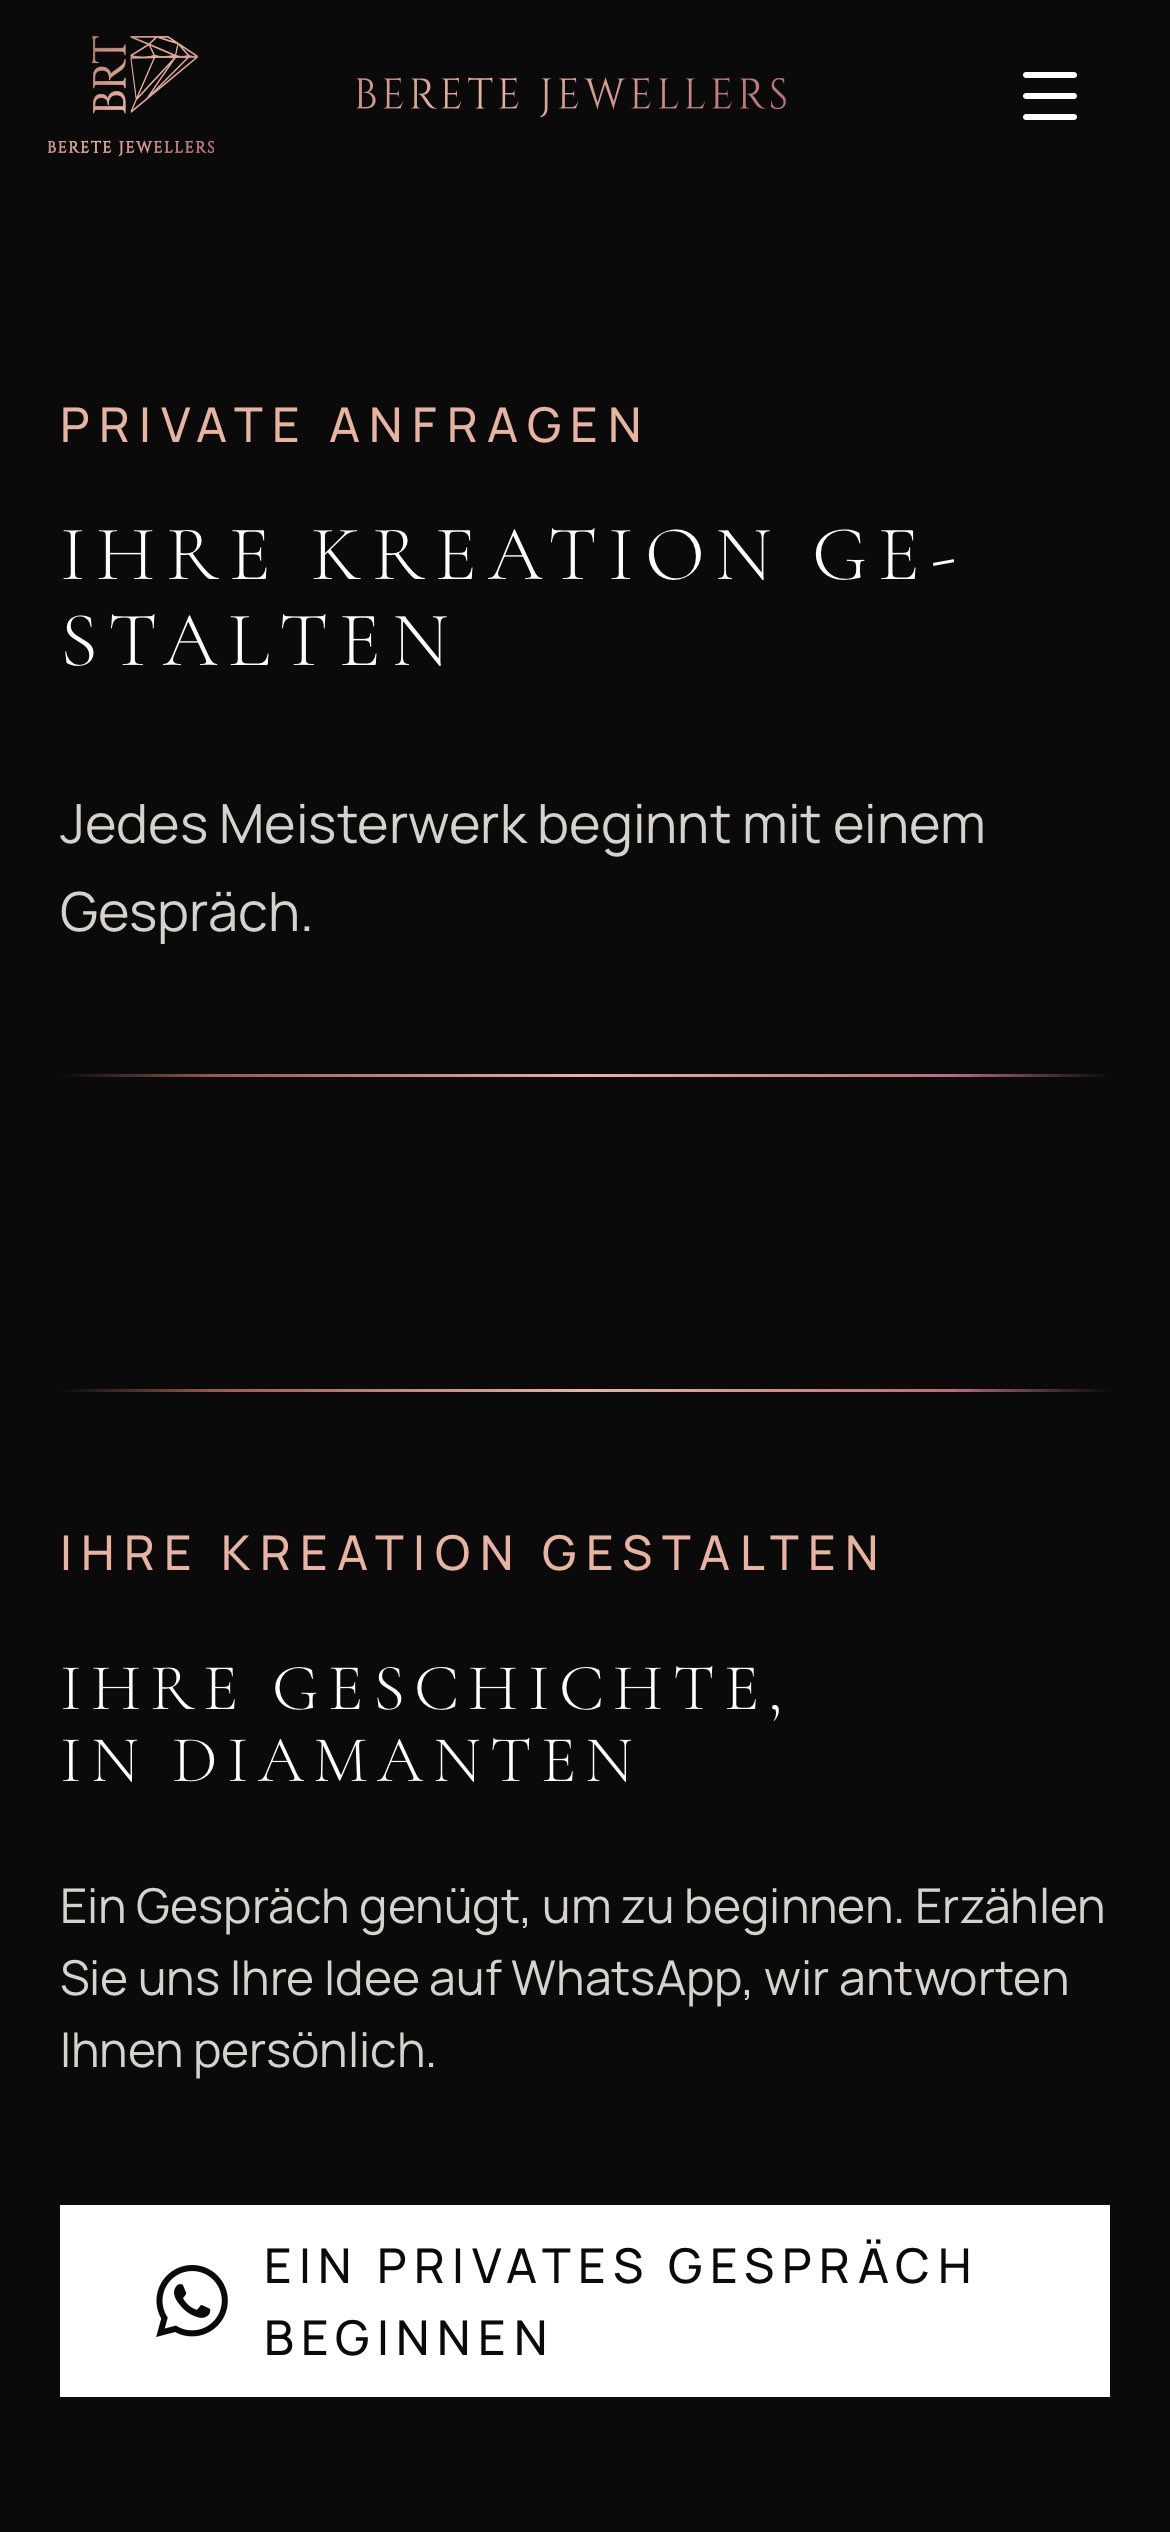 BRT
BERETE JEWELLERS
BERETE JEWELLERS
PRIVATE ANFRAGEN
IHRE KREATION GE-
STALTEN
Jedes Meisterwerk beginnt mit einem
Gespräch.
IHRE KREATION GESTALTEN
IHRE GESCHICHTE,
IN DIAMANTEN
Ein Gespräch genügt, um zu beginnen. Erzählen
Sie uns Ihre Idee auf WhatsApp, wir antworten
Ihnen persönlich.
EIN PRIVATES GESPRÄCH
BEGINNEN